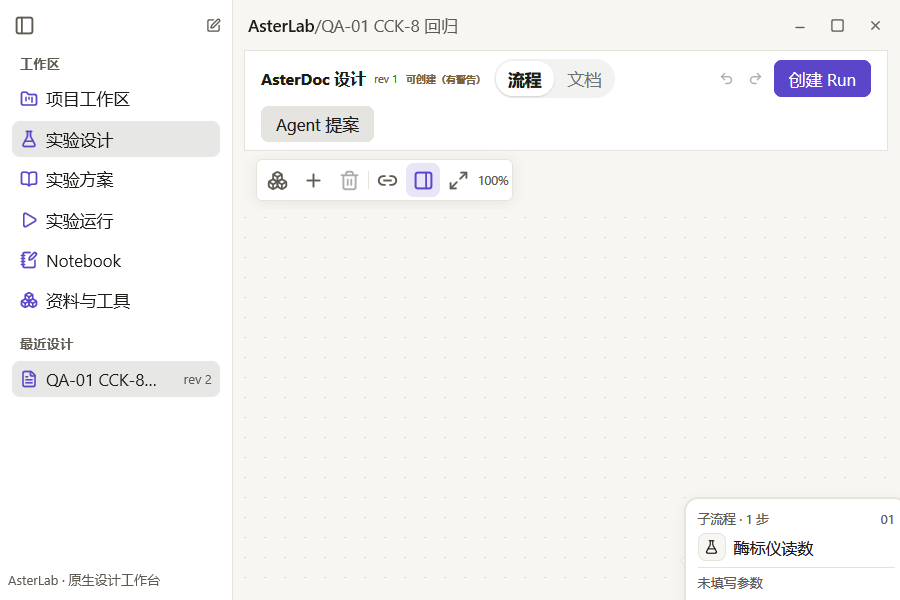 AsterLab/QA-01 CCK-8 回归
工作区
项目工作区
实验设计
实验方案
实验运行
Notebook
资料与工具
最近设计
QA-01 CCK-8... rev 2
AsterLab · 原生设计工作台
AsterDoc 设计 rev 1 可创建（有警告） 流程 文档 创建 Run
Agent 提案
100%
子流程 · 1 步 01
酶标仪读数
未填写参数